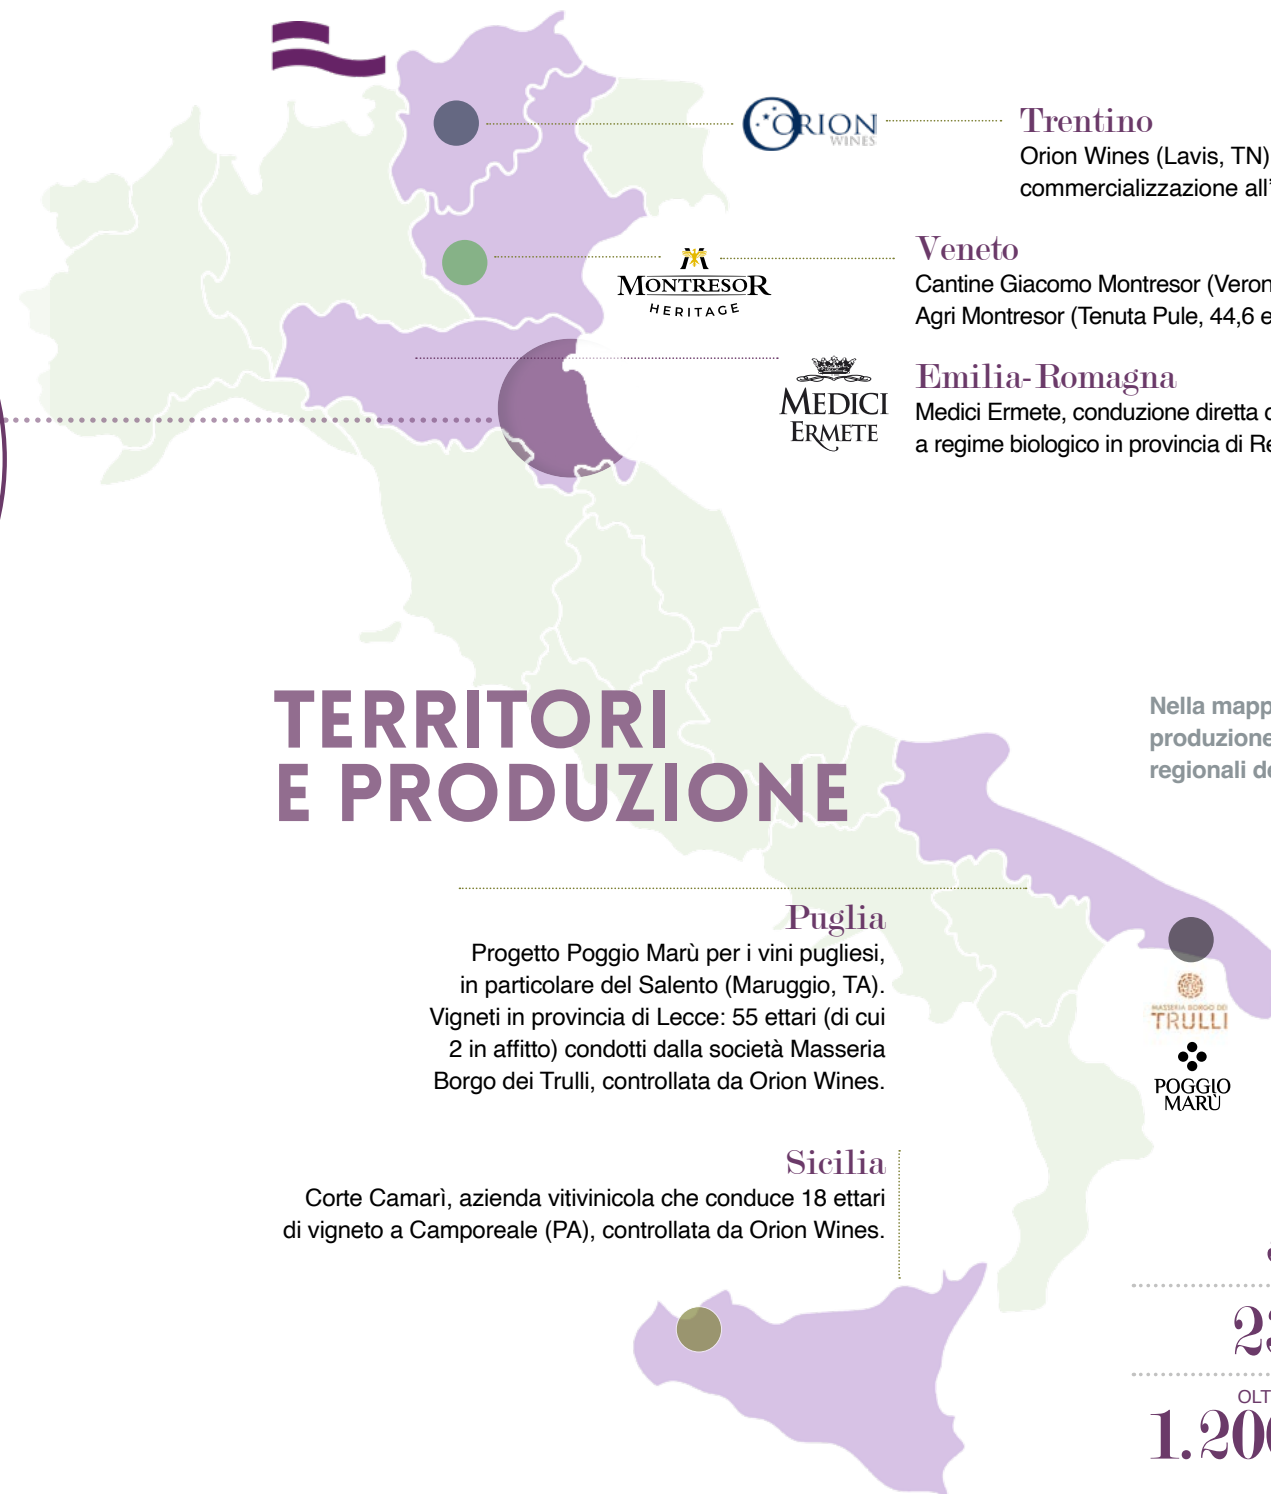 ORION
WINES
Trentino
Orion Wines (Lavis, TN)
commercializzazione all'
Veneto
Cantine Giacomo Montresor (Veron
Agri Montresor (Tenuta Pule, 44,6 e
MONTRESOR
HERITAGE
Emilia-Romagna
Medici Ermete, conduzione diretta
a regime biologico in provincia di Re
MEDICI
ERMETE
TERRITORI
E PRODUZIONE
Nella mapp
produzione
regionali de
Puglia
Progetto Poggio Marù per i vini pugliesi,
in particolare del Salento (Maruggio, TA).
Vigneti in provincia di Lecce: 55 ettari (di cui
2 in affitto) condotti dalla società Masseria
Borgo dei Trulli, controllata da Orion Wines.
MASSERIA BORGO DEI
TRULLI
POGGIO
MARÙ
Sicilia
Corte Camarì, azienda vitivinicola che conduce 18 ettari
di vigneto a Camporeale (PA), controllata da Orion Wines.
23
OLT
1.200